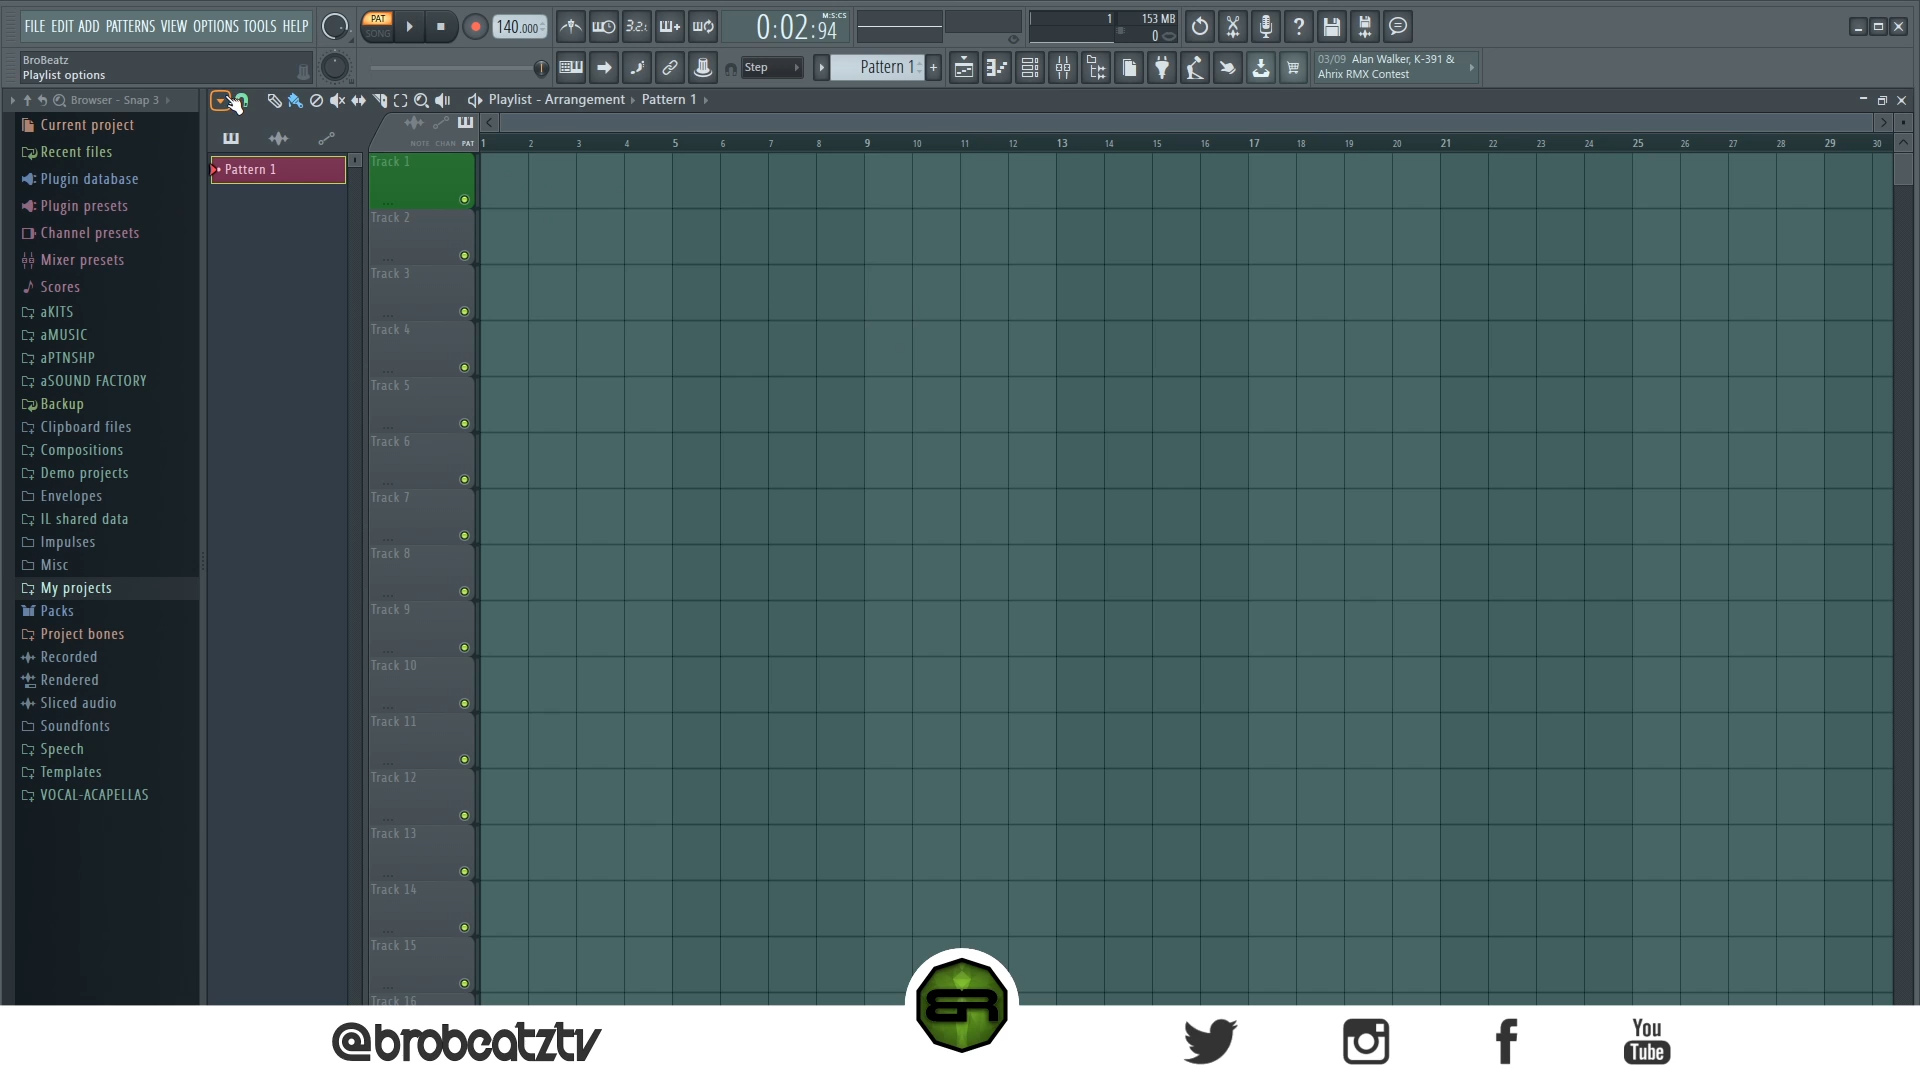 FILE EDIT ADD PATTERNS VIEW OPTIONS TOOLS HELP
PAT
SONG
140.000
M:S:CS
0:02:94
1
153 MB
0
BroBeatz
Playlist options
3.2.
Step
Pattern 1
+
03/09 Alan Walker, K-391 &
Ahrix RMX Contest
Browser - Snap 3
Playlist - Arrangement
Pattern 1
Current project
Recent files
Plugin database
Plugin presets
Channel presets
Mixer presets
Scores
aKITS
aMUSIC
aPTNSHP
aSOUND FACTORY
Backup
Clipboard files
Compositions
Demo projects
Envelopes
IL shared data
Impulses
Misc
My projects
Packs
Project bones
Recorded
Rendered
Sliced audio
Soundfonts
Speech
Templates
VOCAL-ACAPELLAS
Pattern 1
NOTE CHAN PAT
1 2 3 4 5 6 7 8 9 10 11 12 13 14 15 16 17 18 19 20 21 22 23 24 25 26 27 28 29 30
Track 1
Track 2
Track 3
Track 4
Track 5
Track 6
Track 7
Track 8
Track 9
Track 10
Track 11
Track 12
Track 13
Track 14
Track 15
Track 16
@brobeatztv
BR
You
Tube